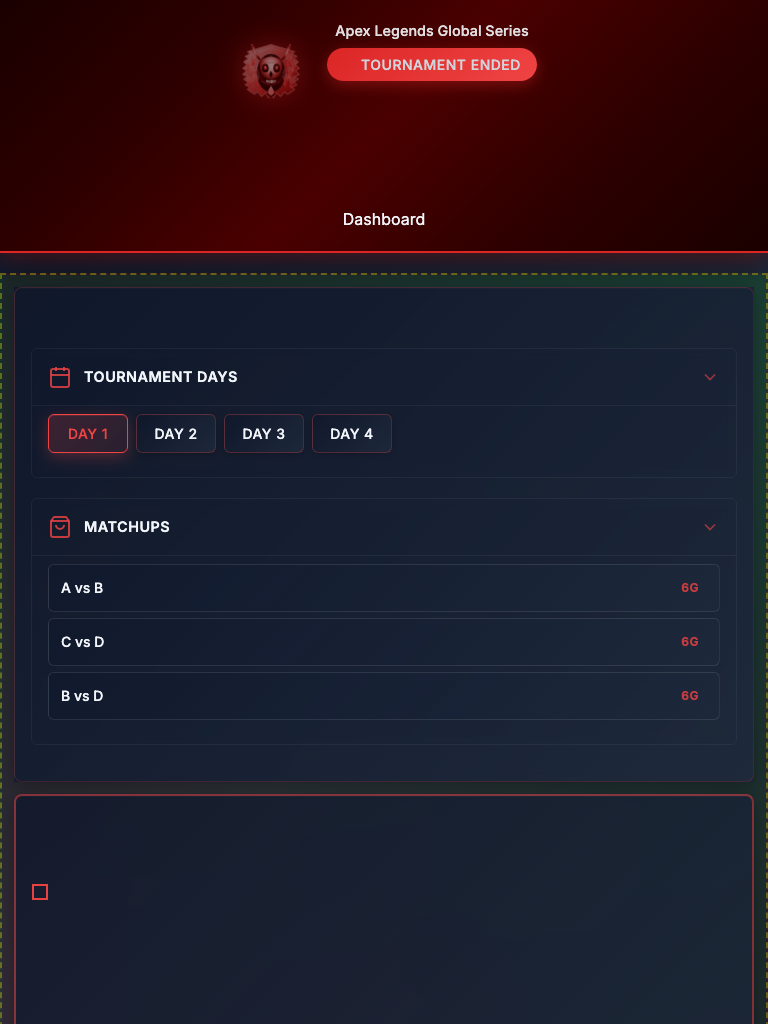 Apex Legends Global Series
TOURNAMENT ENDED
Dashboard
TOURNAMENT DAYS
DAY 1
DAY 2
DAY 3
DAY 4
MATCHUPS
A vs B
6G
C vs D
6G
B vs D
6G